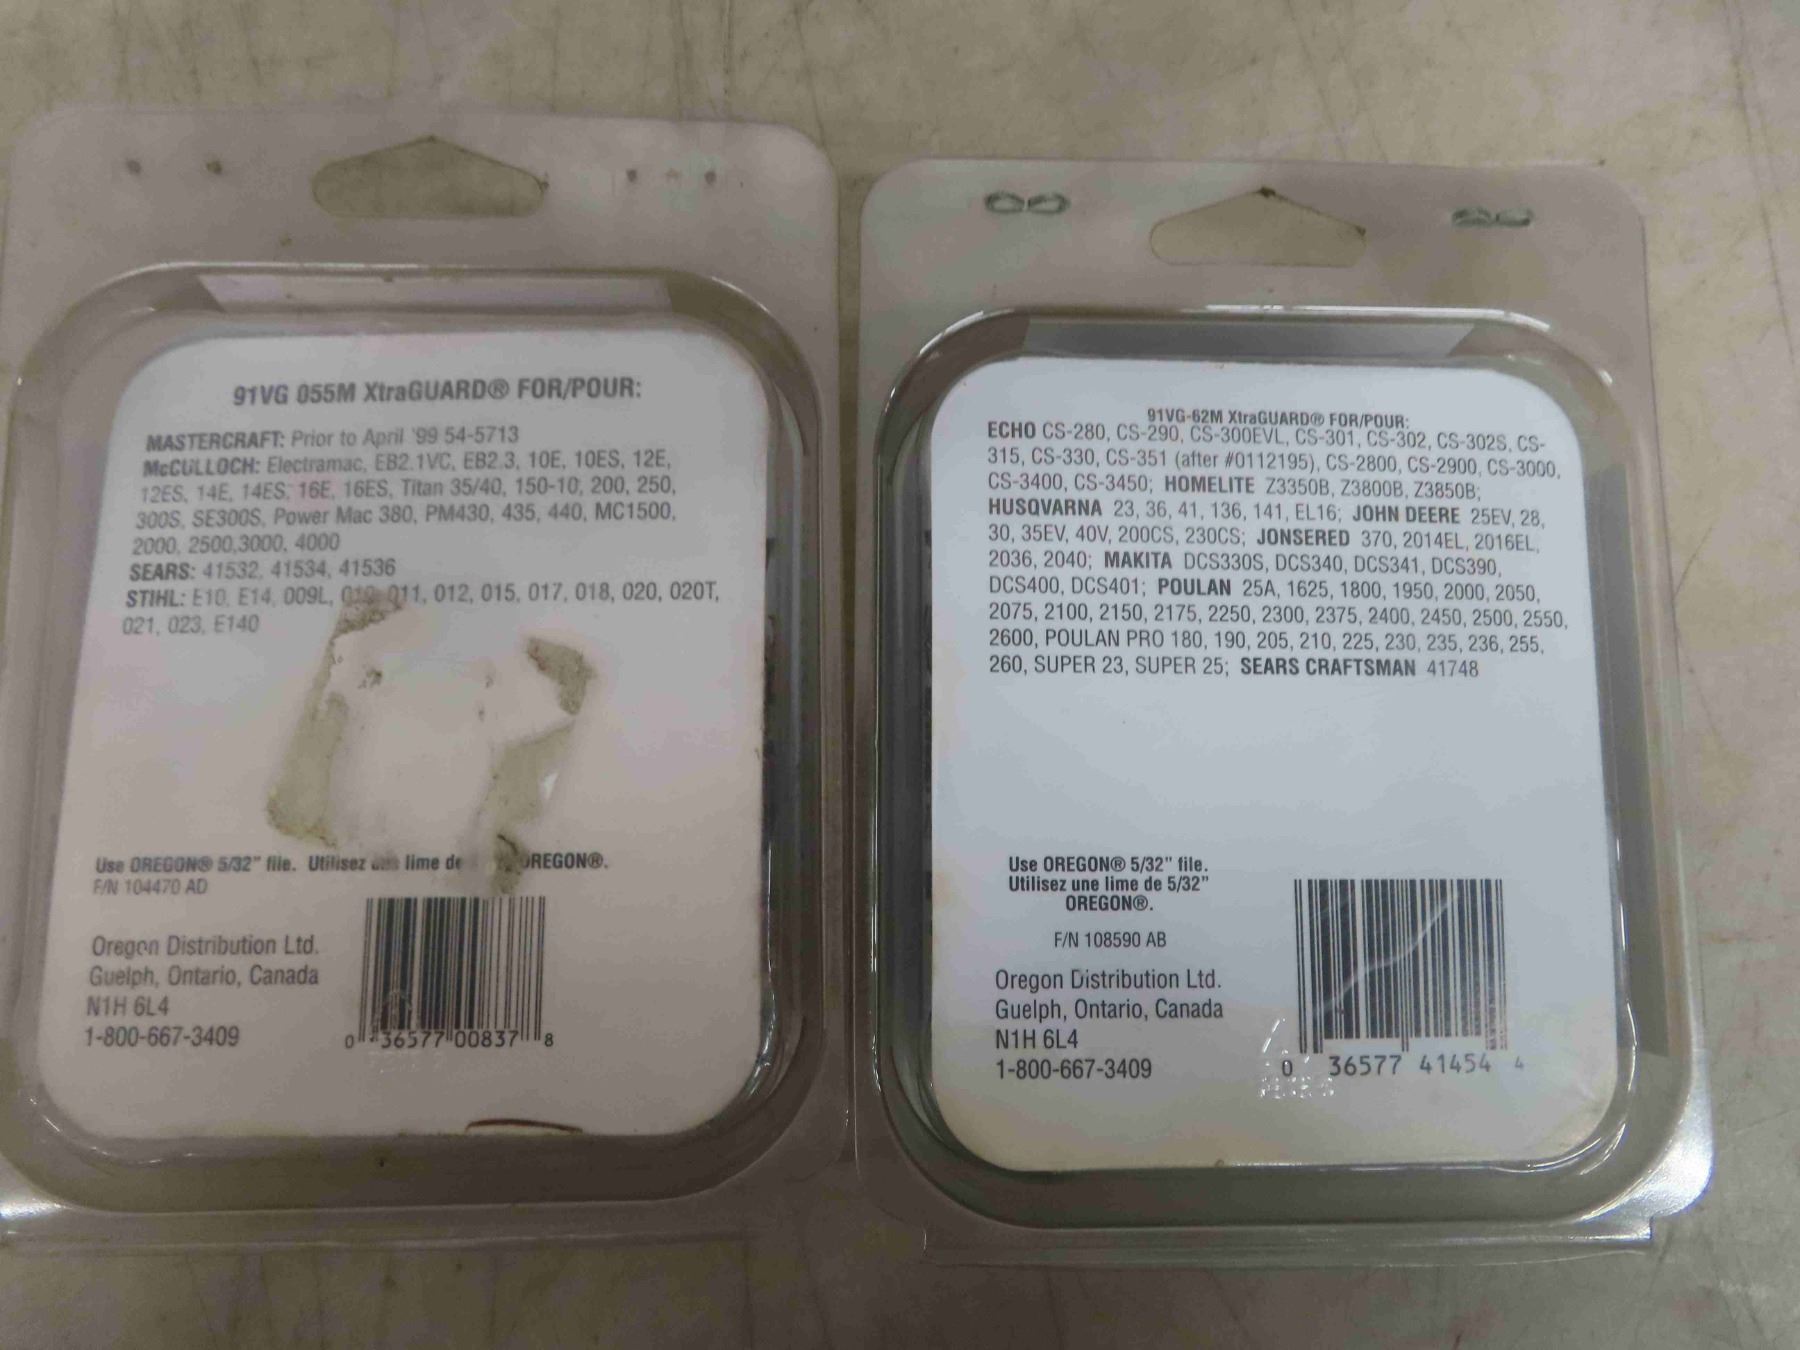 91VG 055M XtraGUARD® FOR/POUR:
MASTERCRAFT: Prior to April '99 54-5713
McCULLOCH: Electramac, EB2.1VC, EB2.3, 10E, 10ES, 12E,
12ES, 14E, 14ES, 16E, 16ES, Titan 35/40, 150-10, 200, 250,
300S, SE300S, Power Mac 380, PM430, 435, 440, MC1500,
2000, 2500,3000, 4000
SEARS: 41532, 41534, 41536
STIHL: E10, E14, 009L, 011, 012, 015, 017, 018, 020, 020T,
021, 023, E140
Use OREGON® 5/32" file. Utilisez une lime de OREGON®.
F/N 104470 AD
Oregon Distribution Ltd.
Guelph, Ontario, Canada
N1H 6L4
1-800-667-3409
0 36577 00837 8
91VG-62M XtraGUARD® FOR/POUR:
ECHO CS-280, CS-290, CS-300EVL, CS-301, CS-302, CS-302S, CS-
315, CS-330, CS-351 (after #0112195), CS-2800, CS-2900, CS-3000,
CS-3400, CS-3450; HOMELITE Z3350B, Z3800B, Z3850B;
HUSQVARNA 23, 36, 41, 136, 141, EL16; JOHN DEERE 25EV, 28,
30, 35EV, 40V, 200CS, 230CS; JONSERED 370, 2014EL, 2016EL,
2036, 2040; MAKITA DCS330S, DCS340, DCS341, DCS390,
DCS400, DCS401; POULAN 25A, 1625, 1800, 1950, 2000, 2050,
2075, 2100, 2150, 2175, 2250, 2300, 2375, 2400, 2450, 2500, 2550,
2600, POULAN PRO 180, 190, 205, 210, 225, 230, 235, 236, 255,
260, SUPER 23, SUPER 25; SEARS CRAFTSMAN 41748
Use OREGON® 5/32" file.
Utilisez une lime de 5/32"
OREGON®.
F/N 108590 AB
Oregon Distribution Ltd.
Guelph, Ontario, Canada
N1H 6L4
1-800-667-3409
0 36577 41454 4